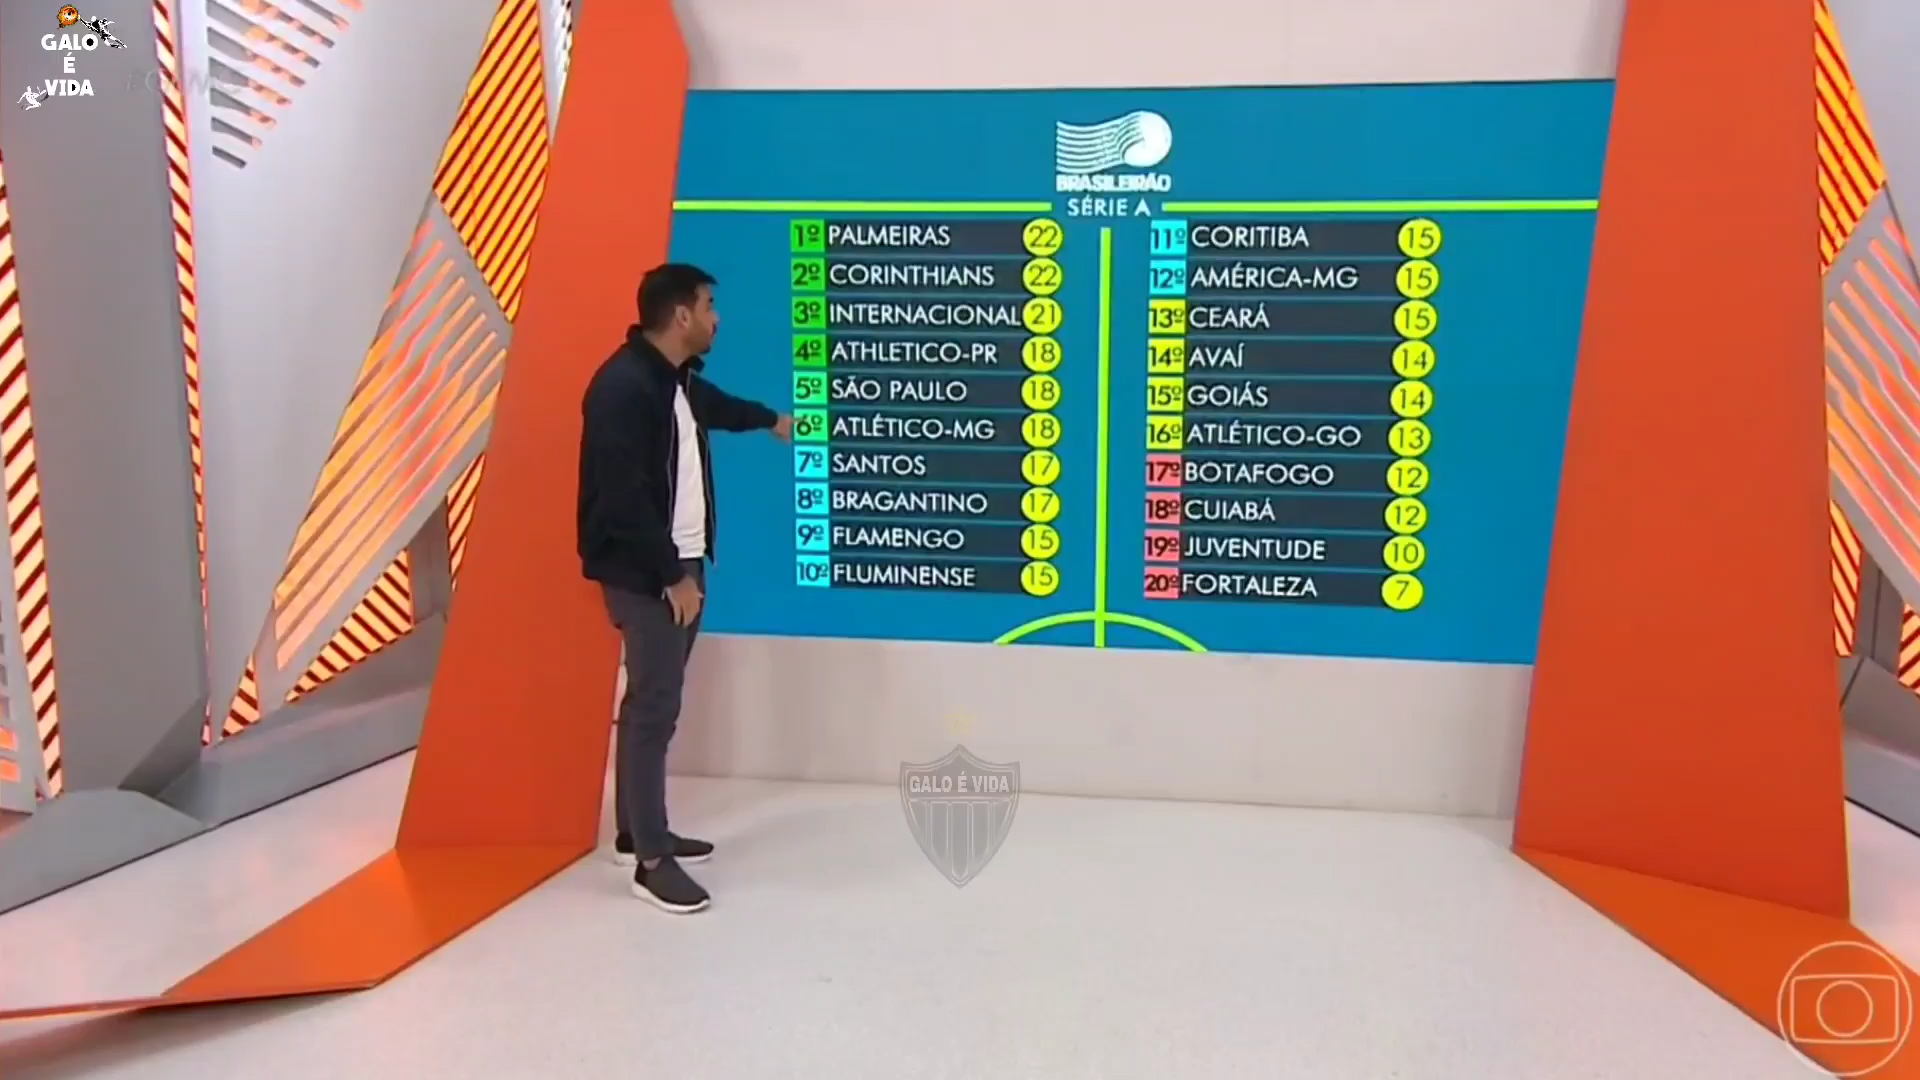 GALO
É
VIDA
BRASILEIRÃO
SÉRIE A
1º PALMEIRAS 22
2º CORINTHIANS 22
3º INTERNACIONAL 21
4º ATHLETICO-PR 18
5º SÃO PAULO 18
6º ATLÉTICO-MG 18
7º SANTOS 17
8º BRAGANTINO 17
9º FLAMENGO 15
10º FLUMINENSE 15
11º CORITIBA 15
12º AMÉRICA-MG 15
13º CEARÁ 15
14º AVAÍ 14
15º GOIÁS 14
16º ATLÉTICO-GO 13
17º BOTAFOGO 12
18º CUIABÁ 12
19º JUVENTUDE 10
20º FORTALEZA 7
GALO É VIDA